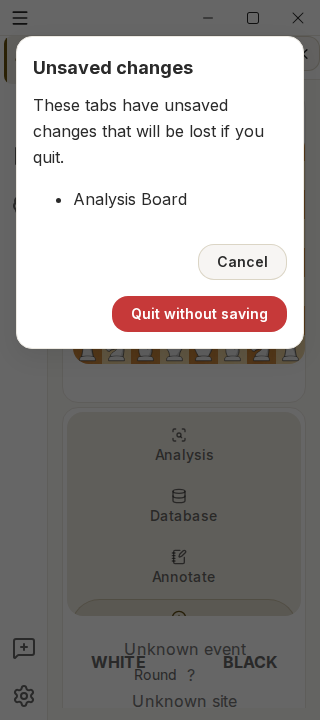 Unsaved changes
These tabs have unsaved
changes that will be lost if you
quit.
• Analysis Board
Cancel
Quit without saving
Analysis
Database
Annotate
Unknown event
WHITE
BLACK
Round ?
Unknown site